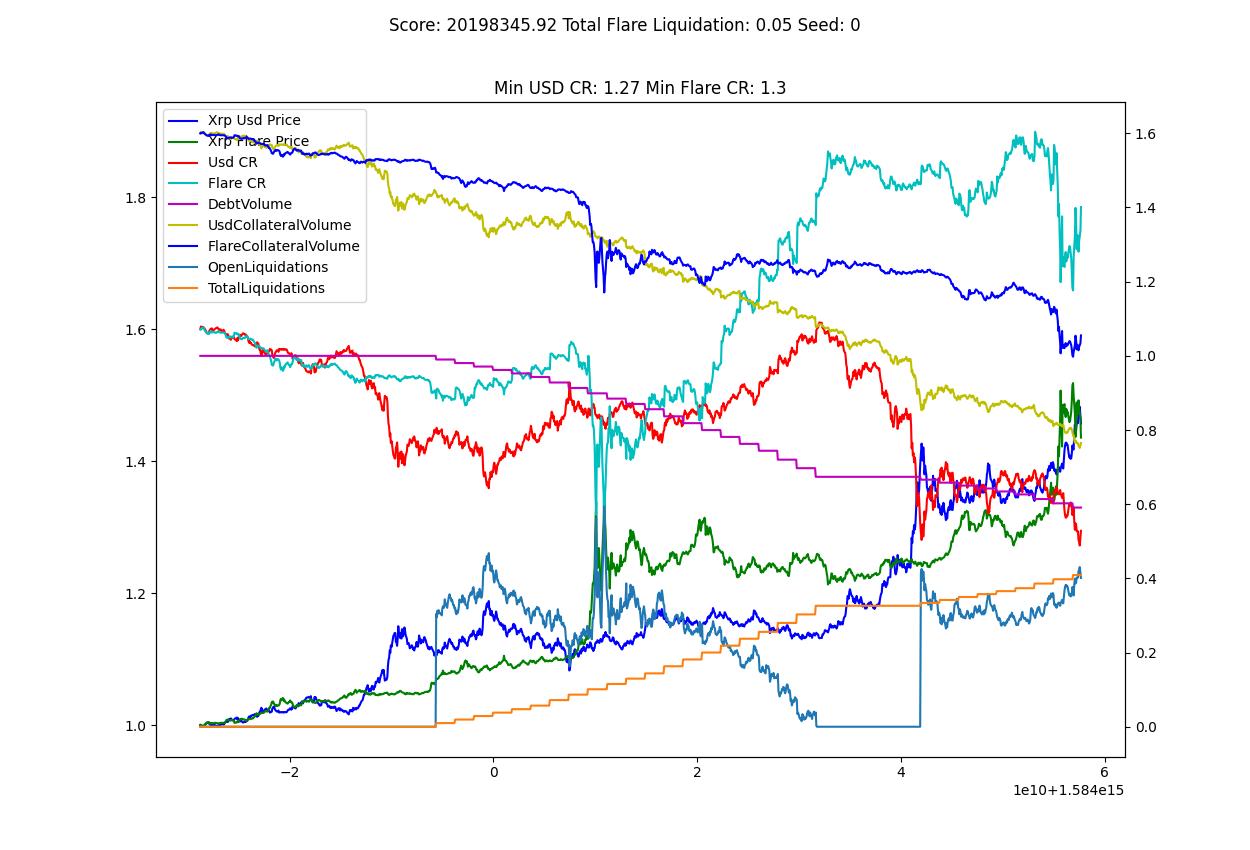 Score: 20198345.92 Total Flare Liquidation: 0.05 Seed: 0
Min USD CR: 1.27 Min Flare CR: 1.3
Xrp Usd Price
Xrp Flare Price
Usd CR
Flare CR
DebtVolume
UsdCollateralVolume
FlareCollateralVolume
OpenLiquidations
TotalLiquidations
1.8
1.6
1.4
1.2
1.0
1.6
1.4
1.2
1.0
0.8
0.6
0.4
0.2
0.0
−2
0
2
4
6
1e10+1.584e15